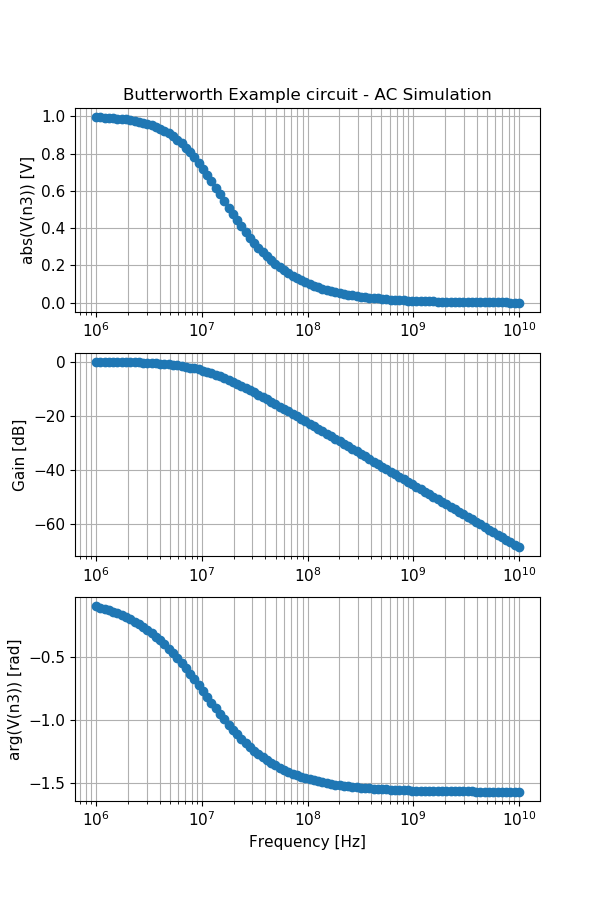 Butterworth Example circuit - AC Simulation
abs(V(n3)) [V]
1.0
0.8
0.6
0.4
0.2
0.0
10⁶ 10⁷ 10⁸ 10⁹ 10¹⁰
Gain [dB]
0
−20
−40
−60
10⁶ 10⁷ 10⁸ 10⁹ 10¹⁰
arg(V(n3)) [rad]
−0.5
−1.0
−1.5
10⁶ 10⁷ 10⁸ 10⁹ 10¹⁰
Frequency [Hz]